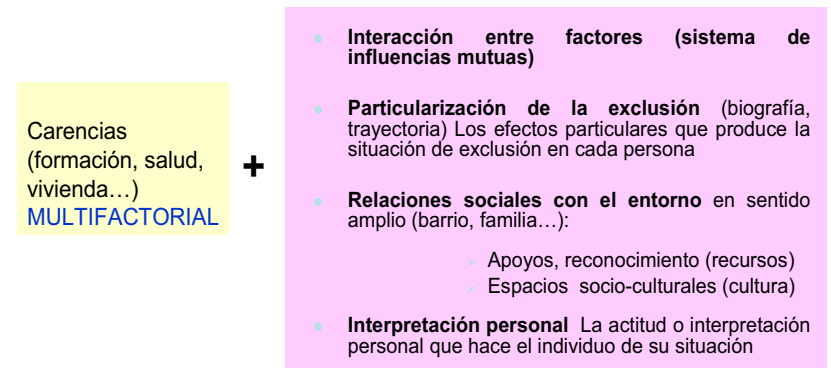 Carencias
(formación, salud,
vivienda…)
MULTIFACTORIAL
+
Interacción entre factores (sistema de
influencias mutuas)
Particularización de la exclusión (biografía,
trayectoria) Los efectos particulares que produce la
situación de exclusión en cada persona
Relaciones sociales con el entorno en sentido
amplio (barrio, familia…):
Apoyos, reconocimiento (recursos)
Espacios socio-culturales (cultura)
Interpretación personal La actitud o interpretación
personal que hace el individuo de su situación